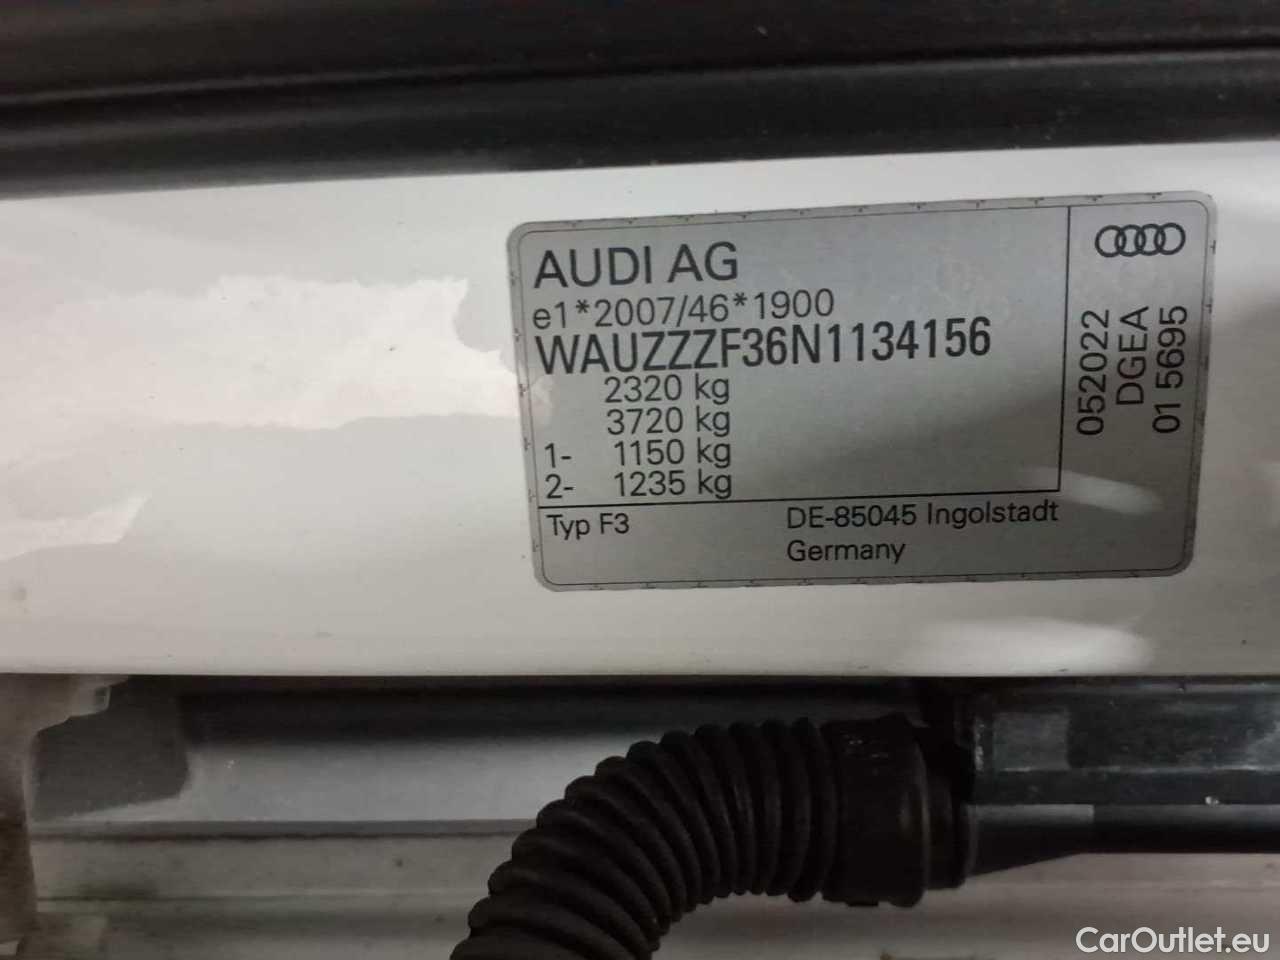 AUDI AG
e1*2007/46*1900
WAUZZZF36N1134156
2320 kg
3720 kg
1- 1150 kg
2- 1235 kg
Typ F3
DE-85045 Ingolstadt
Germany
052022
DGEA
01 5695
CarOutlet.eu